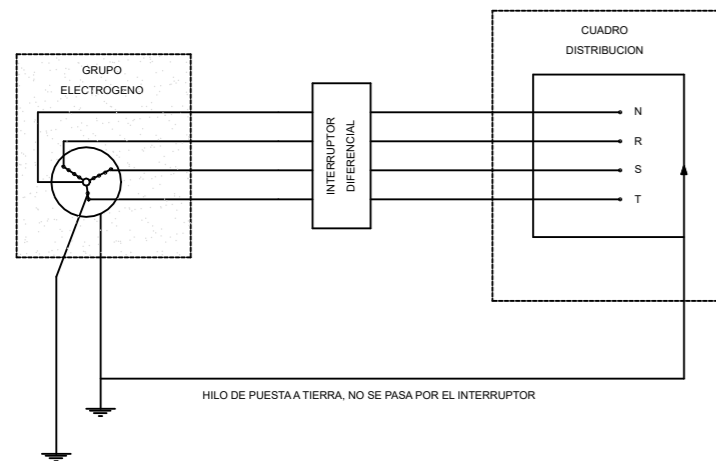 CUADRO
DISTRIBUCION
GRUPO
ELECTROGENO
INTERRUPTOR
DIFERENCIAL
N
R
S
T
HILO DE PUESTA A TIERRA, NO SE PASA POR EL INTERRUPTOR